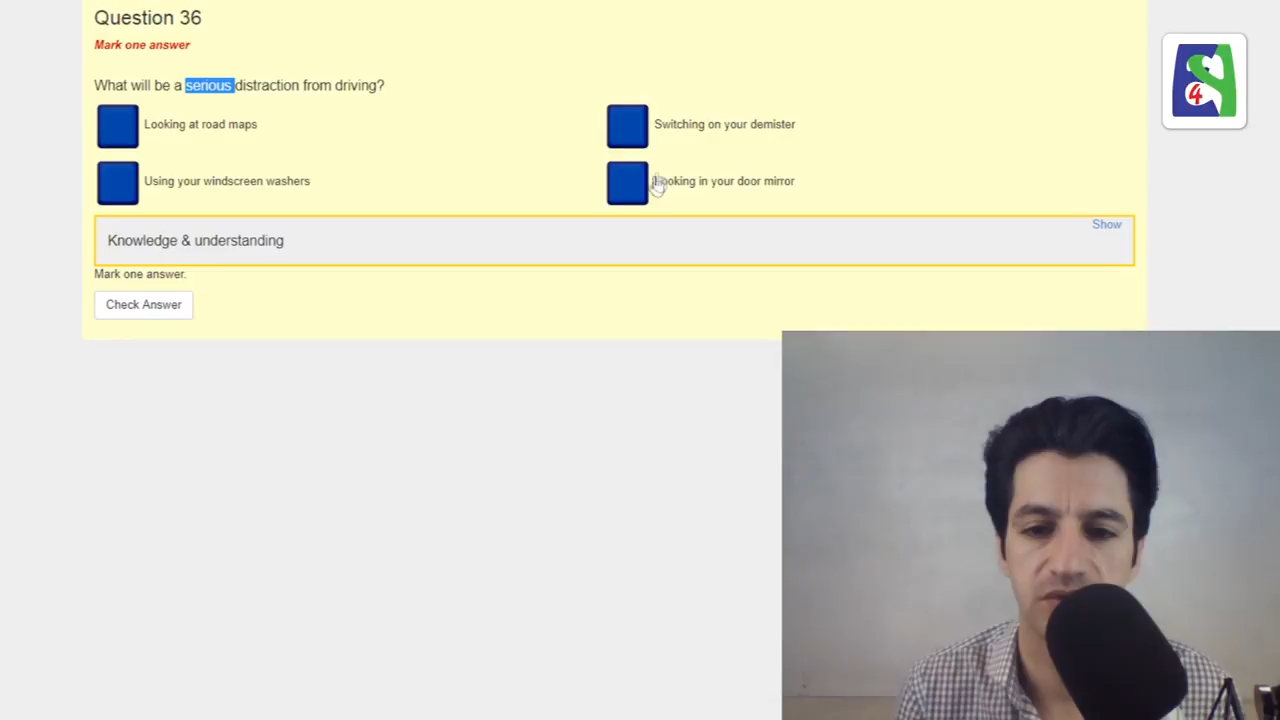 Question 36
Mark one answer
What will be a serious distraction from driving?
Looking at road maps
Switching on your demister
Using your windscreen washers
Looking in your door mirror
Show
Knowledge & understanding
Mark one answer.
Check Answer
4